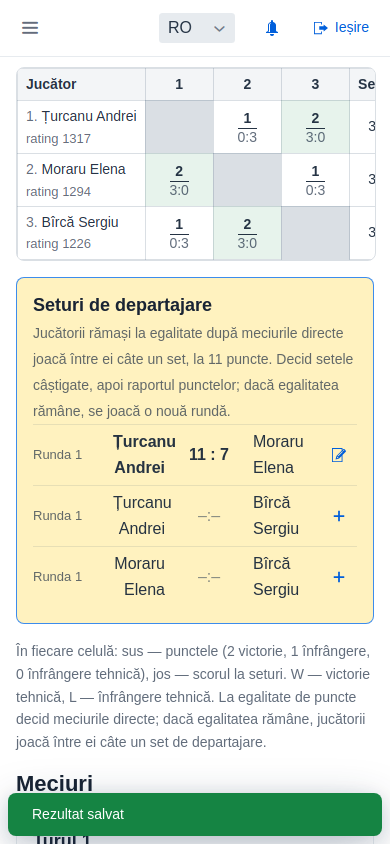 RO
Ieșire
Jucător 1 2 3 Se
1. Țurcanu Andrei
rating 1317
1
0:3
2
3:0
3
2. Moraru Elena
rating 1294
2
3:0
1
0:3
3
3. Bîrcă Sergiu
rating 1226
1
0:3
2
3:0
3
Seturi de departajare
Jucătorii rămași la egalitate după meciurile directe
joacă între ei câte un set, la 11 puncte. Decid setele
câștigate, apoi raportul punctelor; dacă egalitatea
rămâne, se joacă o nouă rundă.
Runda 1 Țurcanu Andrei 11 : 7 Moraru Elena
Runda 1 Țurcanu Andrei –:– Bîrcă Sergiu
Runda 1 Moraru Elena –:– Bîrcă Sergiu
În fiecare celulă: sus — punctele (2 victorie, 1 înfrângere,
0 înfrângere tehnică), jos — scorul la seturi. W — victorie
tehnică, L — înfrângere tehnică. La egalitate de puncte
decid meciurile directe; dacă egalitatea rămâne, jucătorii
joacă între ei câte un set de departajare.
Meciuri
Rezultat salvat
Turul 1